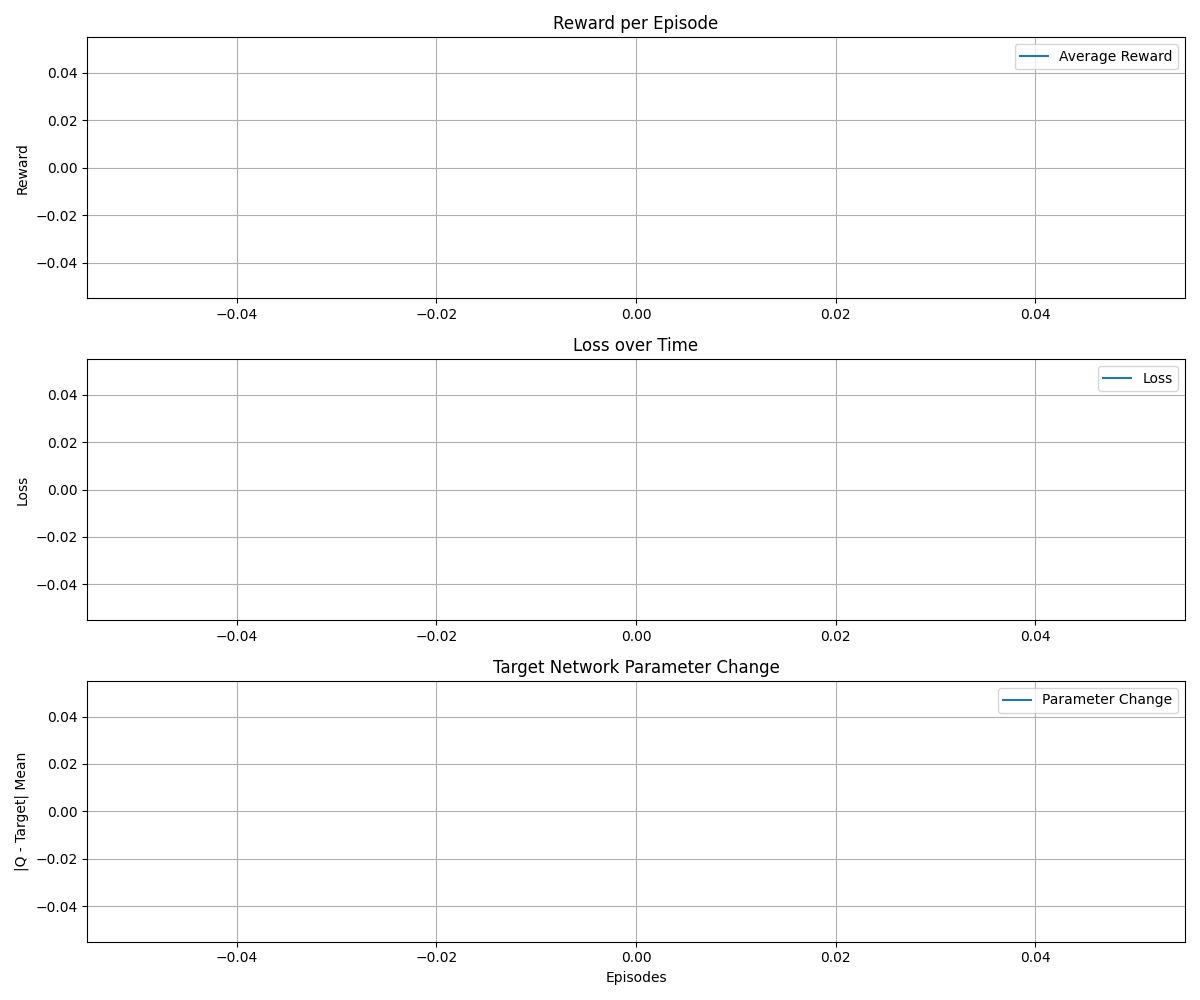 Reward per Episode
Average Reward
Reward
0.04
0.02
0.00
−0.02
−0.04
−0.04 −0.02 0.00 0.02 0.04
Loss over Time
Loss
Loss
0.04
0.02
0.00
−0.02
−0.04
−0.04 −0.02 0.00 0.02 0.04
Target Network Parameter Change
Parameter Change
|Q - Target| Mean
0.04
0.02
0.00
−0.02
−0.04
−0.04 −0.02 0.00 0.02 0.04
Episodes